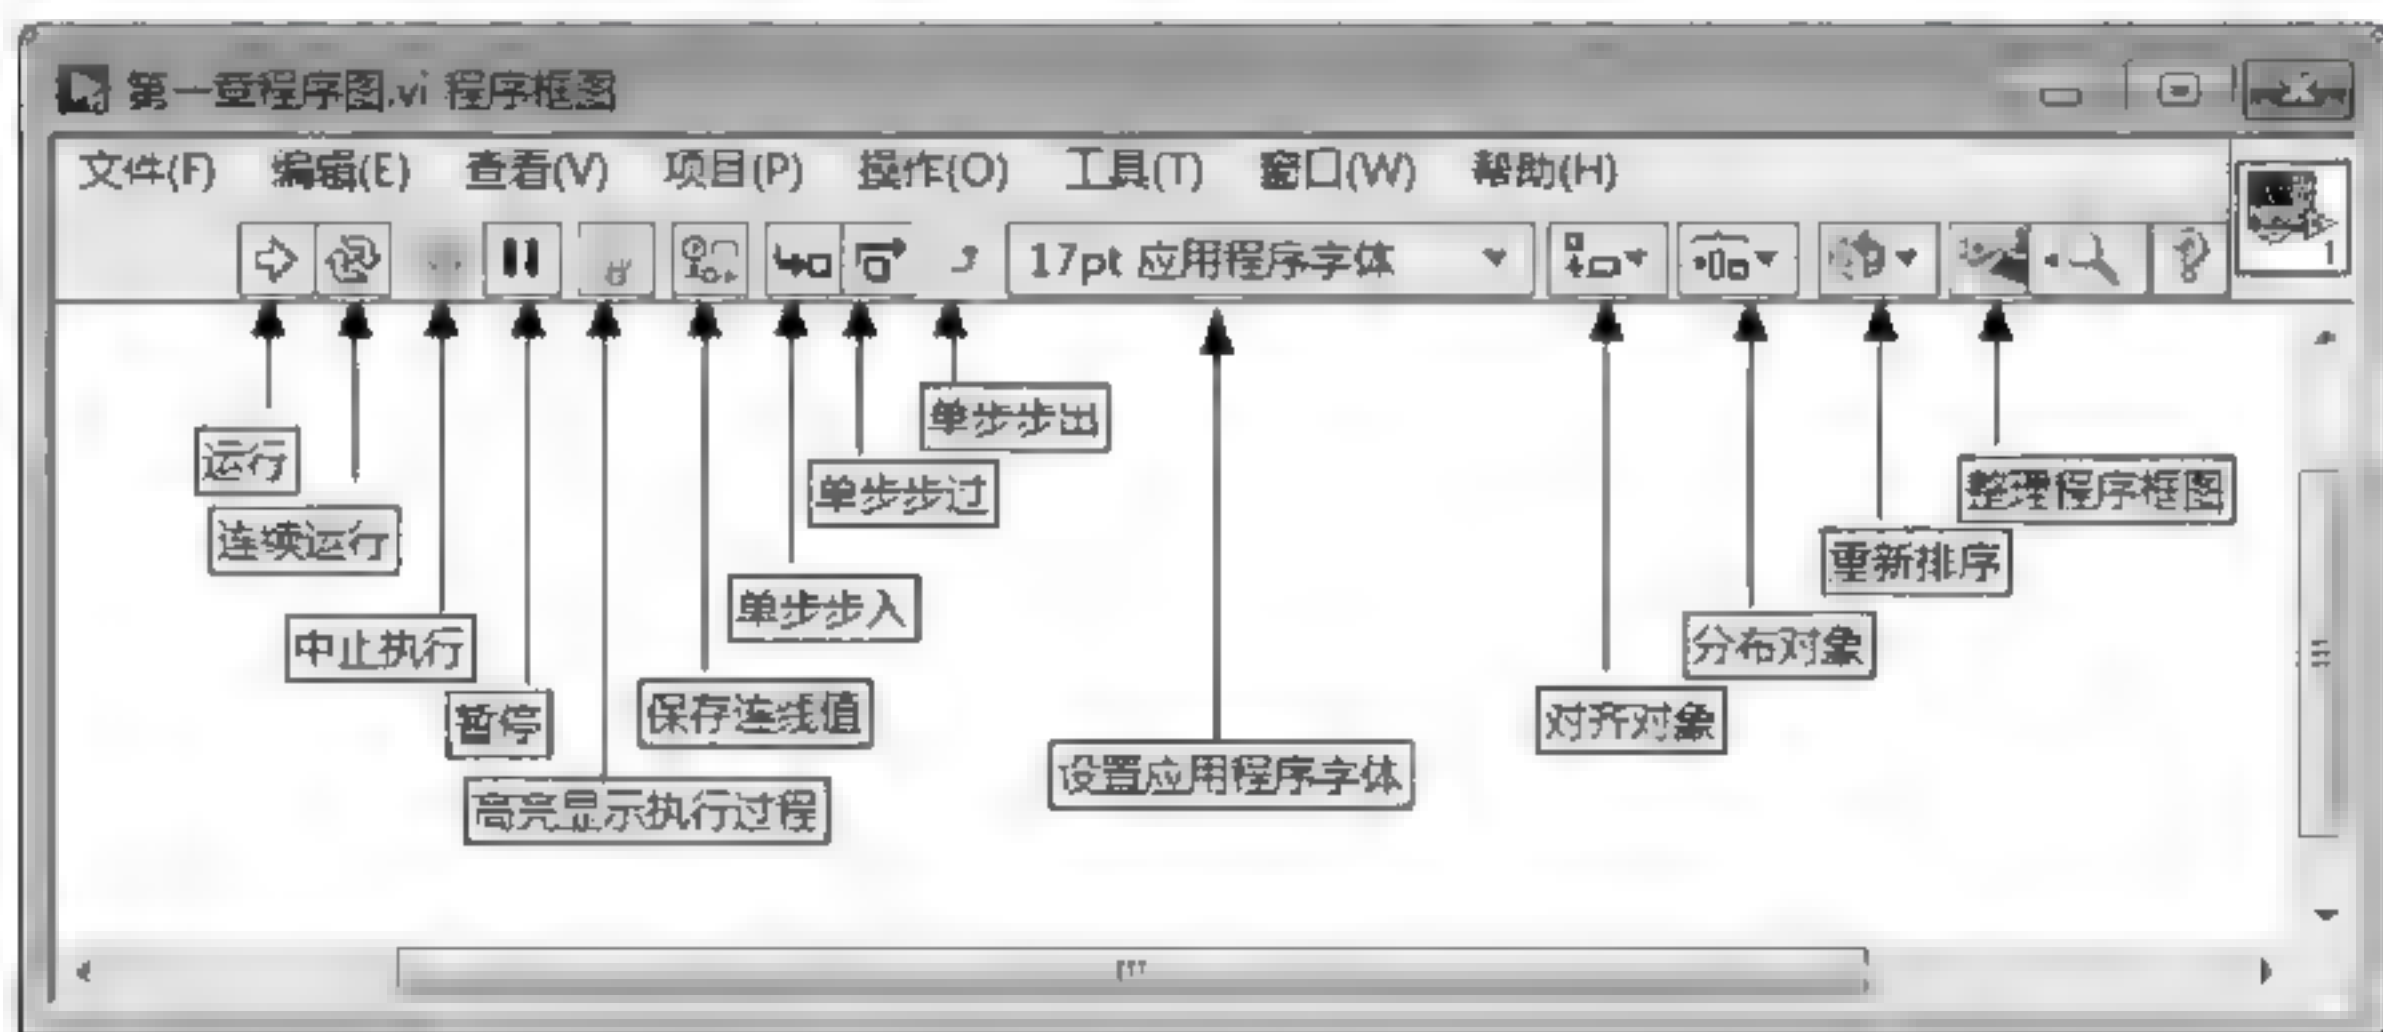 第一章程序图.vi 程序框图
文件(F) 编辑(E) 查看(V) 项目(P) 操作(O) 工具(T) 窗口(W) 帮助(H)
17pt 应用程序字体
1
单步步出
运行
单步步过
整理程序框图
连续运行
重新排序
单步步入
中止执行
分布对象
暂停
保存连线值
对齐对象
设置应用程序字体
高亮显示执行过程